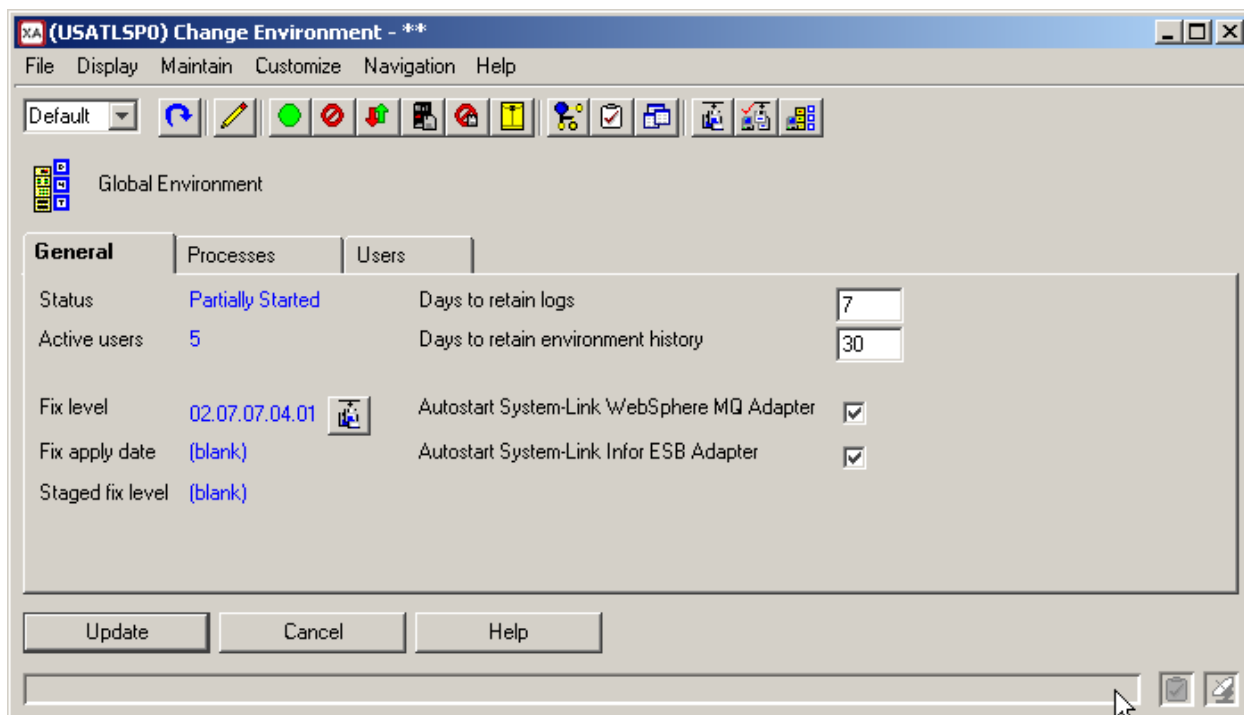 XA (USATLSP0) Change Environment - **
File Display Maintain Customize Navigation Help
Default
Global Environment
General Processes Users
Status Partially Started Days to retain logs 7
Active users 5 Days to retain environment history 30
Fix level 02.07.07.04.01 Autostart System-Link WebSphere MQ Adapter
Fix apply date (blank) Autostart System-Link Infor ESB Adapter
Staged fix level (blank)
Update Cancel Help